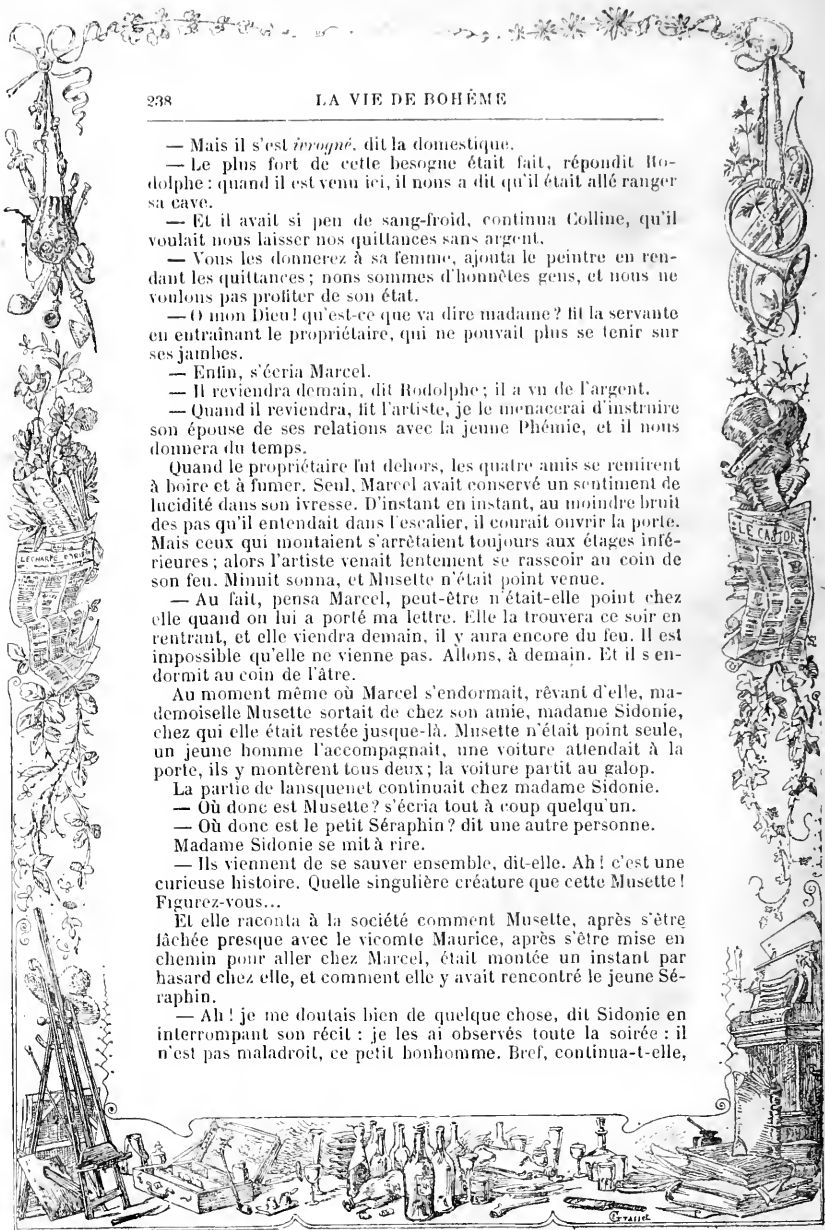 238
LA VIE DE BOHÊME
— Mais il s'est ivrogné, dit la domestique.
— Le plus fort de cette besogne était fait, répondit Ro-
dolphe : quand il est venu ici, il nous a dit qu'il était allé ranger
sa cave.
— Et il avait si peu de sang-froid, continua Colline, qu'il
voulait nous laisser nos quittances sans argent.
— Vous les donnerez à sa femme, ajouta le peintre en ren-
dant les quittances ; nous sommes d'honnêtes gens, et nous ne
voulons pas profiter de son état.
— O mon Dieu ! qu'est-ce que va dire madame ? fit la servante
en entraînant le propriétaire, qui ne pouvait plus se tenir sur
ses jambes.
— Enfin, s'écria Marcel.
— Il reviendra demain, dit Rodolphe ; il a vu de l'argent.
— Quand il reviendra, fit l'artiste, je le menacerai d'instruire
son épouse de ses relations avec la jeune Phémie, et il nous
donnera du temps.
Quand le propriétaire fut dehors, les quatre amis se remirent
à boire et à fumer. Seul, Marcel avait conservé un sentiment de
lucidité dans son ivresse. D'instant en instant, au moindre bruit
des pas qu'il entendait dans l'escalier, il courait ouvrir la porte.
Mais ceux qui montaient s'arrêtaient toujours aux étages infé-
rieures ; alors l'artiste venait lentement se rasseoir au coin de
son feu. Minuit sonna, et Musette n'était point venue.
— Au fait, pensa Marcel, peut-être n'était-elle point chez
elle quand on lui a porté ma lettre. Elle la trouvera ce soir en
rentrant, et elle viendra demain, il y aura encore du feu. Il est
impossible qu'elle ne vienne pas. Allons, à demain. Et il s'en-
dormit au coin de l'âtre.
Au moment même où Marcel s'endormait, rêvant d'elle, ma-
demoiselle Musette sortait de chez son amie, madame Sidonie,
chez qui elle était restée jusque-là. Musette n'était point seule,
un jeune homme l'accompagnait, une voiture attendait à la
porte, ils y montèrent tous deux ; la voiture partit au galop.
La partie de lansquenet continuait chez madame Sidonie.
— Où donc est Musette ? s'écria tout à coup quelqu'un.
— Où donc est le petit Séraphin ? dit une autre personne.
Madame Sidonie se mit à rire.
— Ils viennent de se sauver ensemble, dit-elle. Ah ! c'est une
curieuse histoire. Quelle singulière créature que cette Musette !
Figurez-vous...
Et elle raconta à la société comment Musette, après s'être
lâchée presque avec le vicomte Maurice, après s'être mise en
chemin pour aller chez Marcel, était montée un instant par
hasard chez elle, et comment elle y avait rencontré le jeune Sé-
raphin.
— Ah ! je me doutais bien de quelque chose, dit Sidonie en
interrompant son récit : je les ai observés toute la soirée : il
n'est pas maladroit, ce petit bonhomme. Bref, continua-t-elle,
LE CASTOR